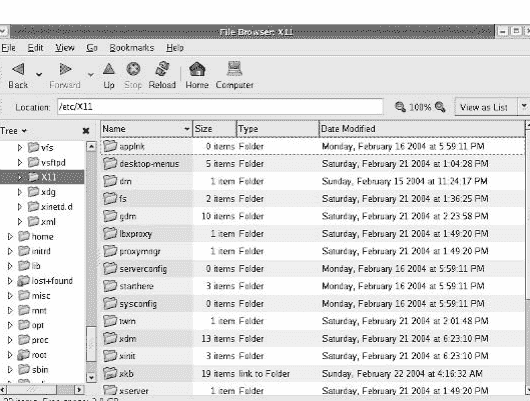 File Browser: X11
File Edit View Go Bookmarks Help
Back Forward Up Stop Reload Home Computer
Location: /etc/X11 100% View as List
Tree Name Size Type Date Modified
vfs applnk 0 items Folder Monday, February 16 2004 at 5:59:11 PM
vsftpd desktop-menus 5 items Folder Saturday, February 21 2004 at 1:04:28 PM
X11 dm 1 item Folder Sunday, February 15 2004 at 11:24:17 PM
xdg fs 2 items Folder Saturday, February 21 2004 at 1:36:25 PM
xinetd.d gdm 10 items Folder Saturday, February 21 2004 at 2:23:58 PM
xml lbxproxy 1 item Folder Saturday, February 21 2004 at 1:49:20 PM
home proxymngr 1 item Folder Saturday, February 21 2004 at 1:49:20 PM
initrd serverconfig 0 items Folder Monday, February 16 2004 at 5:59:11 PM
lib starthere 3 items Folder Monday, February 16 2004 at 5:59:11 PM
lost+found sysconfig 0 items Folder Monday, February 16 2004 at 5:59:11 PM
misc twm 1 item Folder Saturday, February 21 2004 at 2:01:48 PM
mnt xdm 13 items Folder Saturday, February 21 2004 at 6:23:10 PM
opt xinit 3 items Folder Saturday, February 21 2004 at 6:23:10 PM
proc xkb 19 items link to Folder Sunday, February 22 2004 at 4:16:32 AM
root xserver 1 item Folder Saturday, February 21 2004 at 1:49:20 PM
sbin